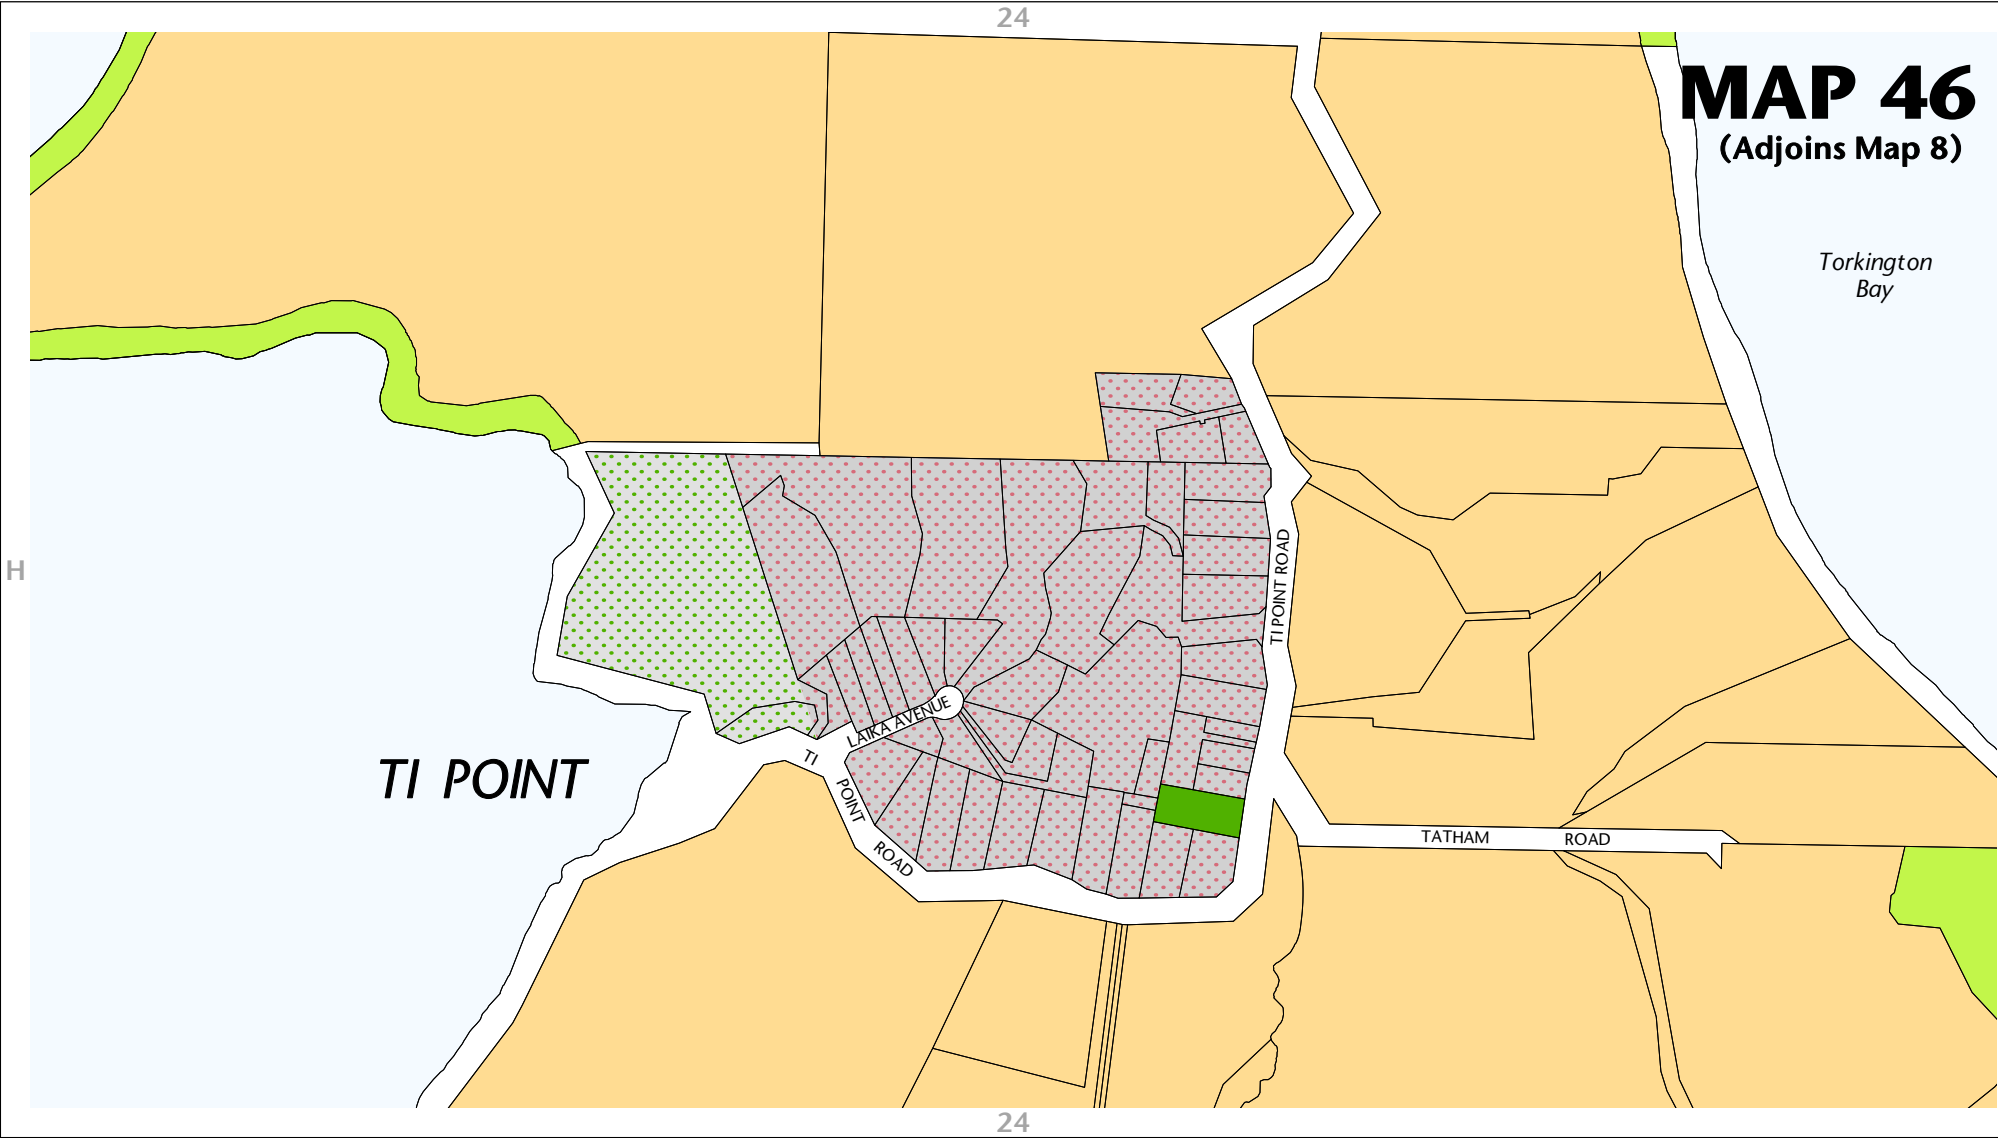 24
MAP 46
(Adjoins Map 8)
Torkington
Bay
H
TI POINT ROAD
LAIKA AVENUE
TI POINT
TI POINT ROAD
TATHAM ROAD
24